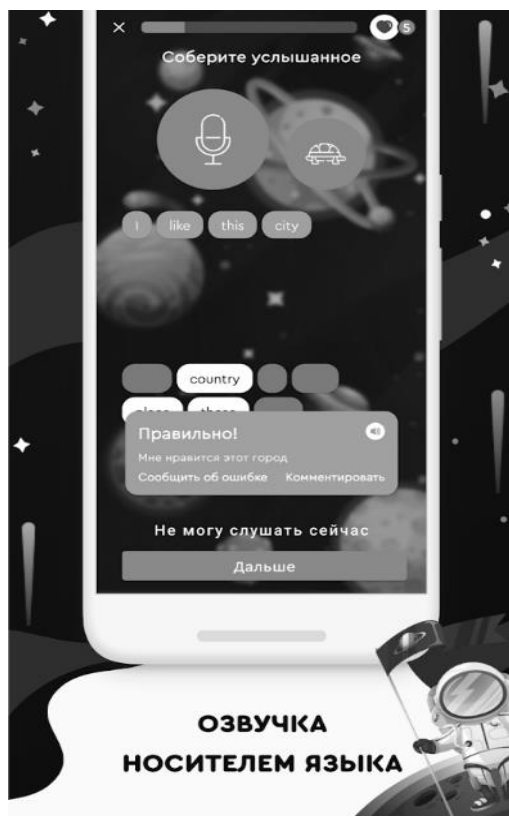 5
Соберите услышанное
I like this city
country
Правильно!
Мне нравится этот город
Сообщить об ошибке Комментировать
Не могу слушать сейчас
Дальше
ОЗВУЧКА
НОСИТЕЛЕМ ЯЗЫКА